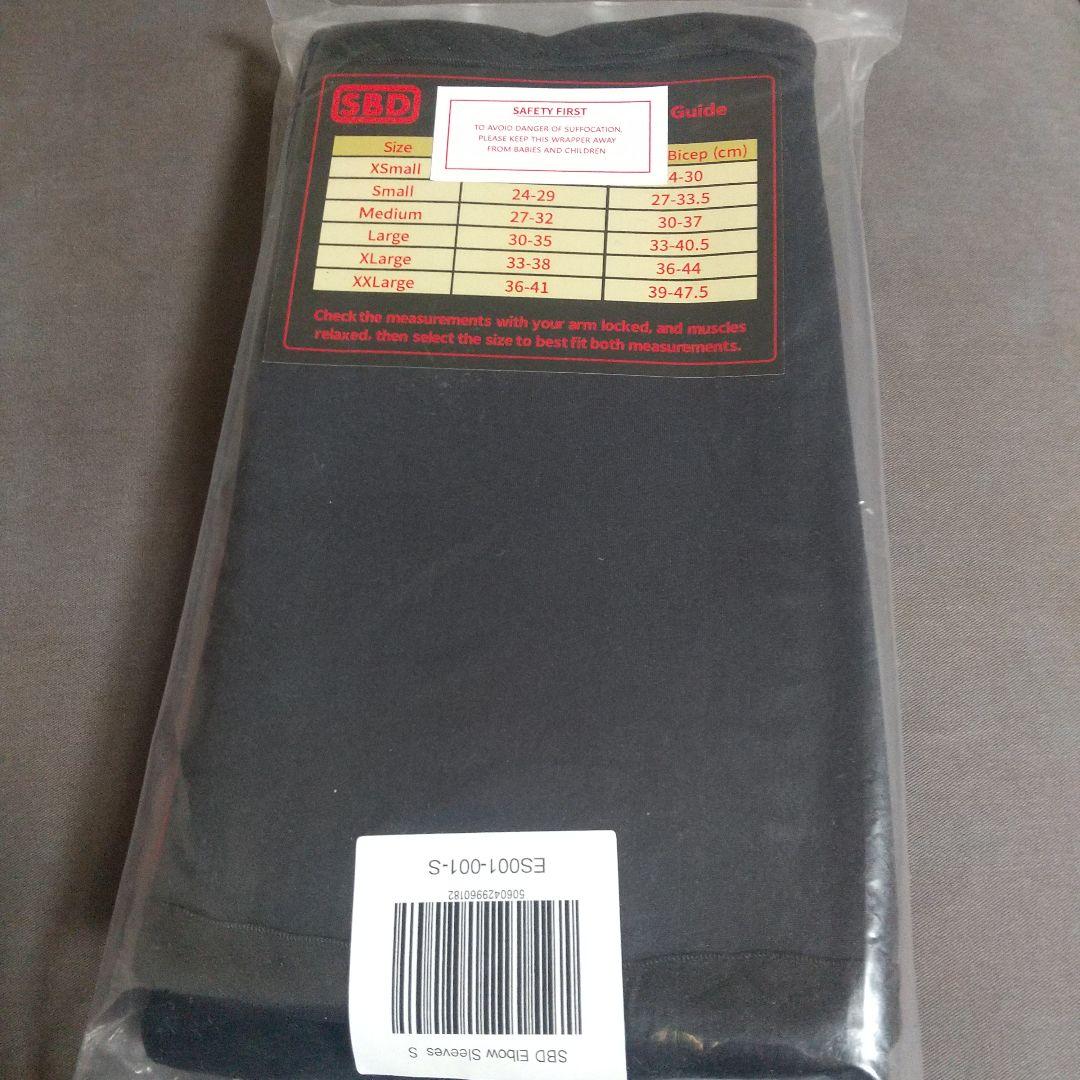 SBD
Guide
SAFETY FIRST
TO AVOID DANGER OF SUFFOCATION,
PLEASE KEEP THIS WRAPPER AWAY
FROM BABIES AND CHILDREN
Size Bicep (cm)
XSmall 4-30
Small 24-29 27-33.5
Medium 27-32 30-37
Large 30-35 33-40.5
XLarge 33-38 36-44
XXLarge 36-41 39-47.5
Check the measurements with your arm locked, and muscles
relaxed, then select the size to best fit both measurements.
SBD Elbow Sleeves S
5060429960182
ES001-001-S